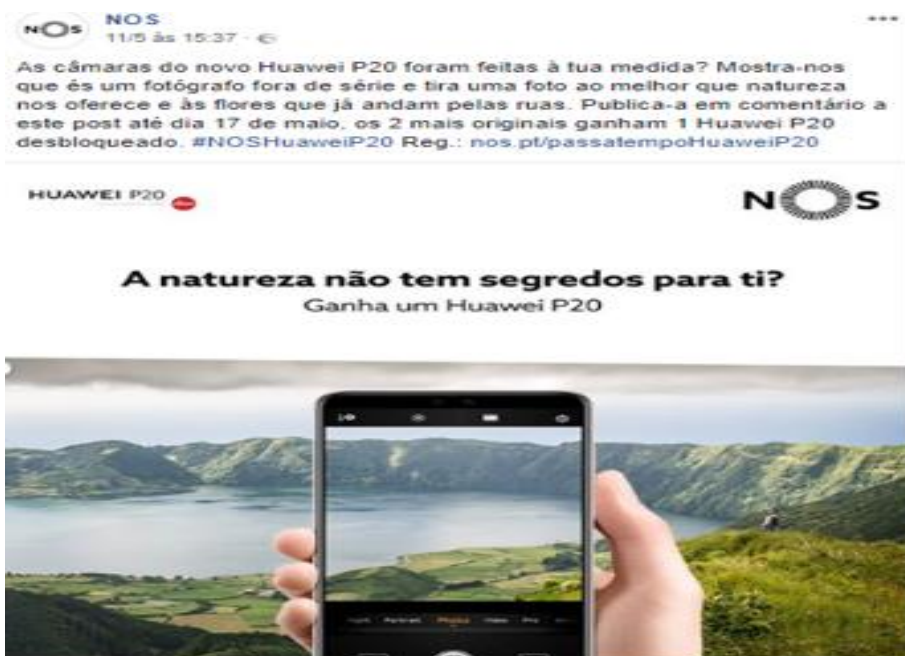 NOS
NOS
11/5 às 15:37 ·
As câmaras do novo Huawei P20 foram feitas à tua medida? Mostra-nos
que és um fotógrafo fora de série e tira uma foto ao melhor que natureza
nos oferece e às flores que já andam pelas ruas. Publica-a em comentário a
este post até dia 17 de maio, os 2 mais originais ganham 1 Huawei P20
desbloqueado. #NOSHuaweiP20 Reg.: nos.pt/passatempoHuaweiP20
HUAWEI P20
NOS
A natureza não tem segredos para ti?
Ganha um Huawei P20
Portrait Photo Video Pro